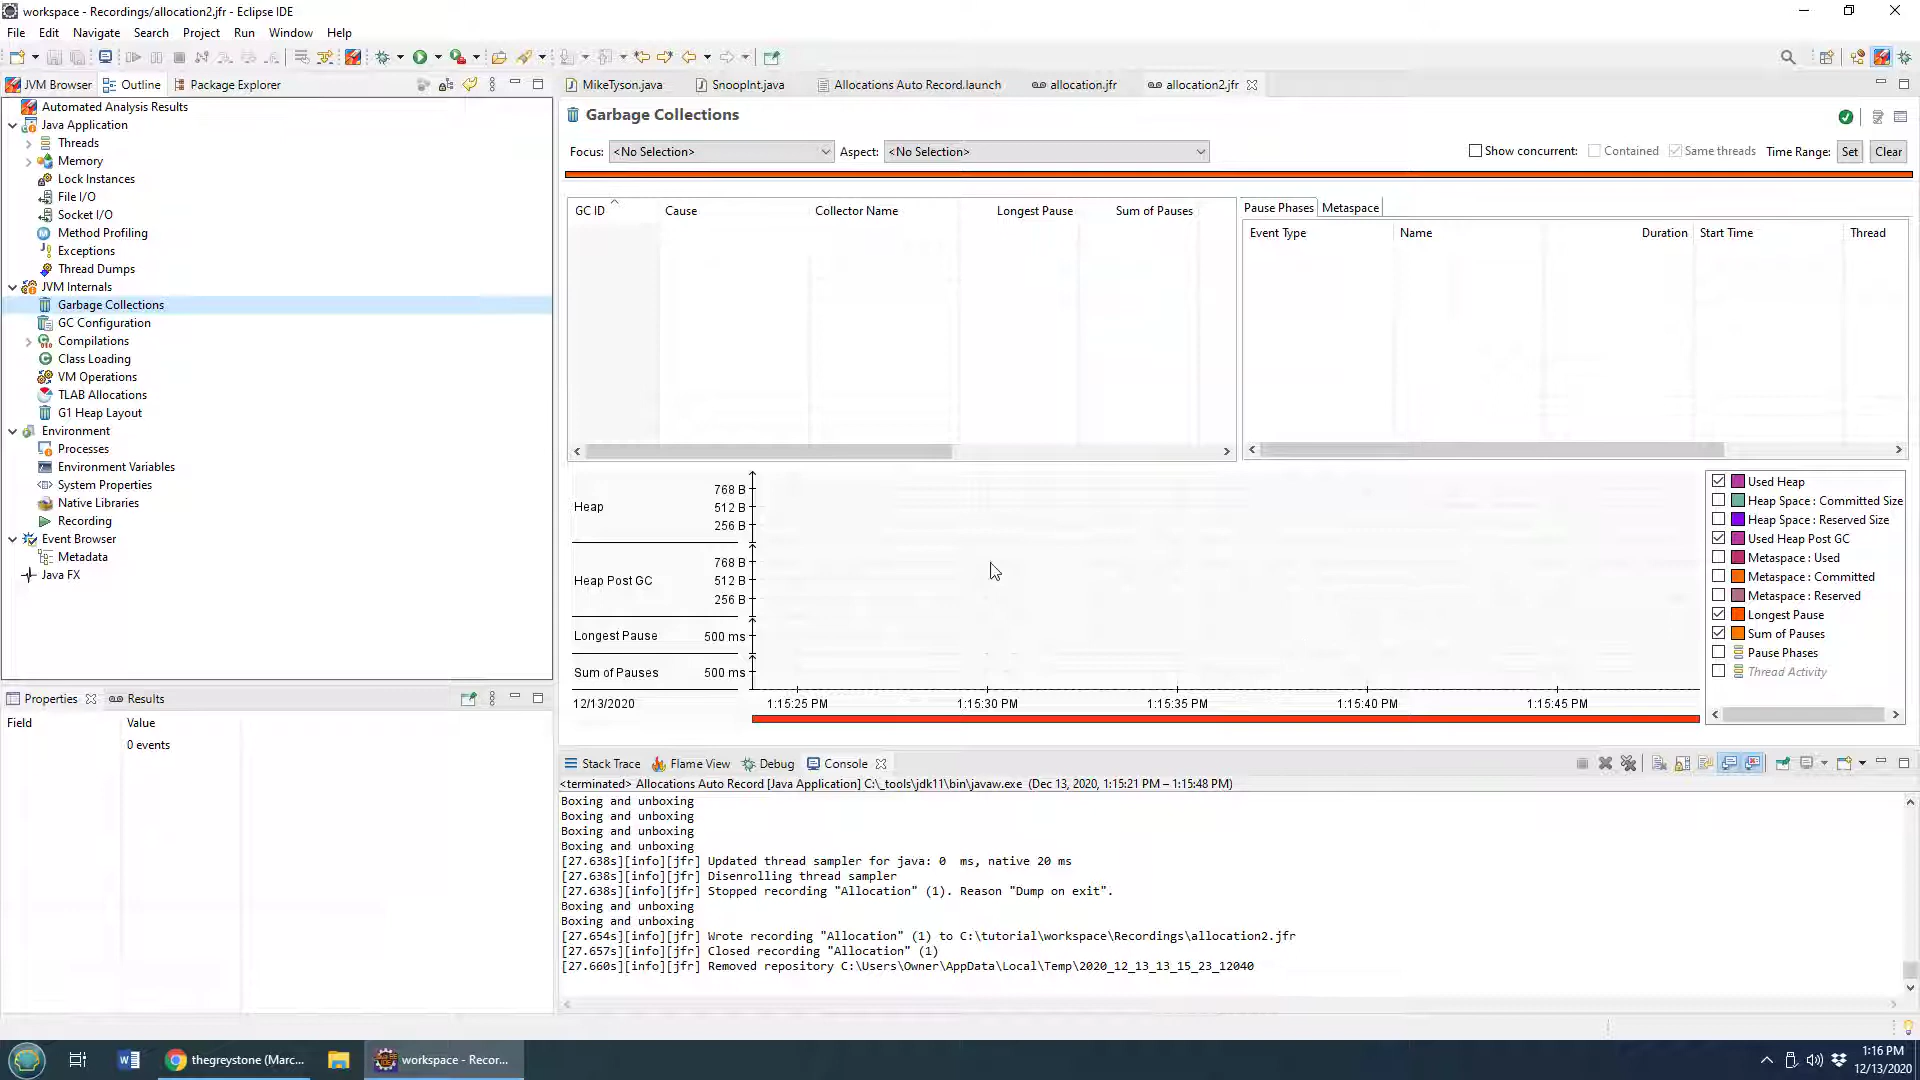 workspace - Recordings/allocation2.jfr - Eclipse IDE
File Edit Navigate Search Project Run Window Help
JVM Browser Outline Package Explorer
MikeTyson.java SnoopInt.java Allocations Auto Record.launch allocation.jfr allocation2.jfr
Automated Analysis Results
Java Application
Threads
Memory
Lock Instances
File I/O
Socket I/O
Method Profiling
Exceptions
Thread Dumps
JVM Internals
Garbage Collections
GC Configuration
Compilations
Class Loading
VM Operations
TLAB Allocations
G1 Heap Layout
Environment
Processes
Environment Variables
System Properties
Native Libraries
Recording
Event Browser
Metadata
Java FX
Garbage Collections
Focus: <No Selection> Aspect: <No Selection> Show concurrent: Contained Same threads Time Range: Set Clear
GC ID Cause Collector Name Longest Pause Sum of Pauses
Pause Phases Metaspace
Event Type Name Duration Start Time Thread
Heap
768 B
512 B
256 B
Heap Post GC
768 B
512 B
256 B
Longest Pause 500 ms
Sum of Pauses 500 ms
12/13/2020 1:15:25 PM 1:15:30 PM 1:15:35 PM 1:15:40 PM 1:15:45 PM
Used Heap
Heap Space : Committed Size
Heap Space : Reserved Size
Used Heap Post GC
Metaspace : Used
Metaspace : Committed
Metaspace : Reserved
Longest Pause
Sum of Pauses
Pause Phases
Thread Activity
Properties Results
Field Value
0 events
Stack Trace Flame View Debug Console
<terminated> Allocations Auto Record [Java Application] C:\_tools\jdk11\bin\javaw.exe (Dec 13, 2020, 1:15:21 PM – 1:15:48 PM)
Boxing and unboxing
Boxing and unboxing
Boxing and unboxing
Boxing and unboxing
[27.638s][info][jfr] Updated thread sampler for java: 0  ms, native 20 ms
[27.638s][info][jfr] Disenrolling thread sampler
[27.638s][info][jfr] Stopped recording "Allocation" (1). Reason "Dump on exit".
Boxing and unboxing
Boxing and unboxing
[27.654s][info][jfr] Wrote recording "Allocation" (1) to C:\tutorial\workspace\Recordings\allocation2.jfr
[27.657s][info][jfr] Closed recording "Allocation" (1)
[27.660s][info][jfr] Removed repository C:\Users\Owner\AppData\Local\Temp\2020_12_13_13_15_23_12040
thegreystone (Marc... workspace - Recor...
1:16 PM
12/13/2020